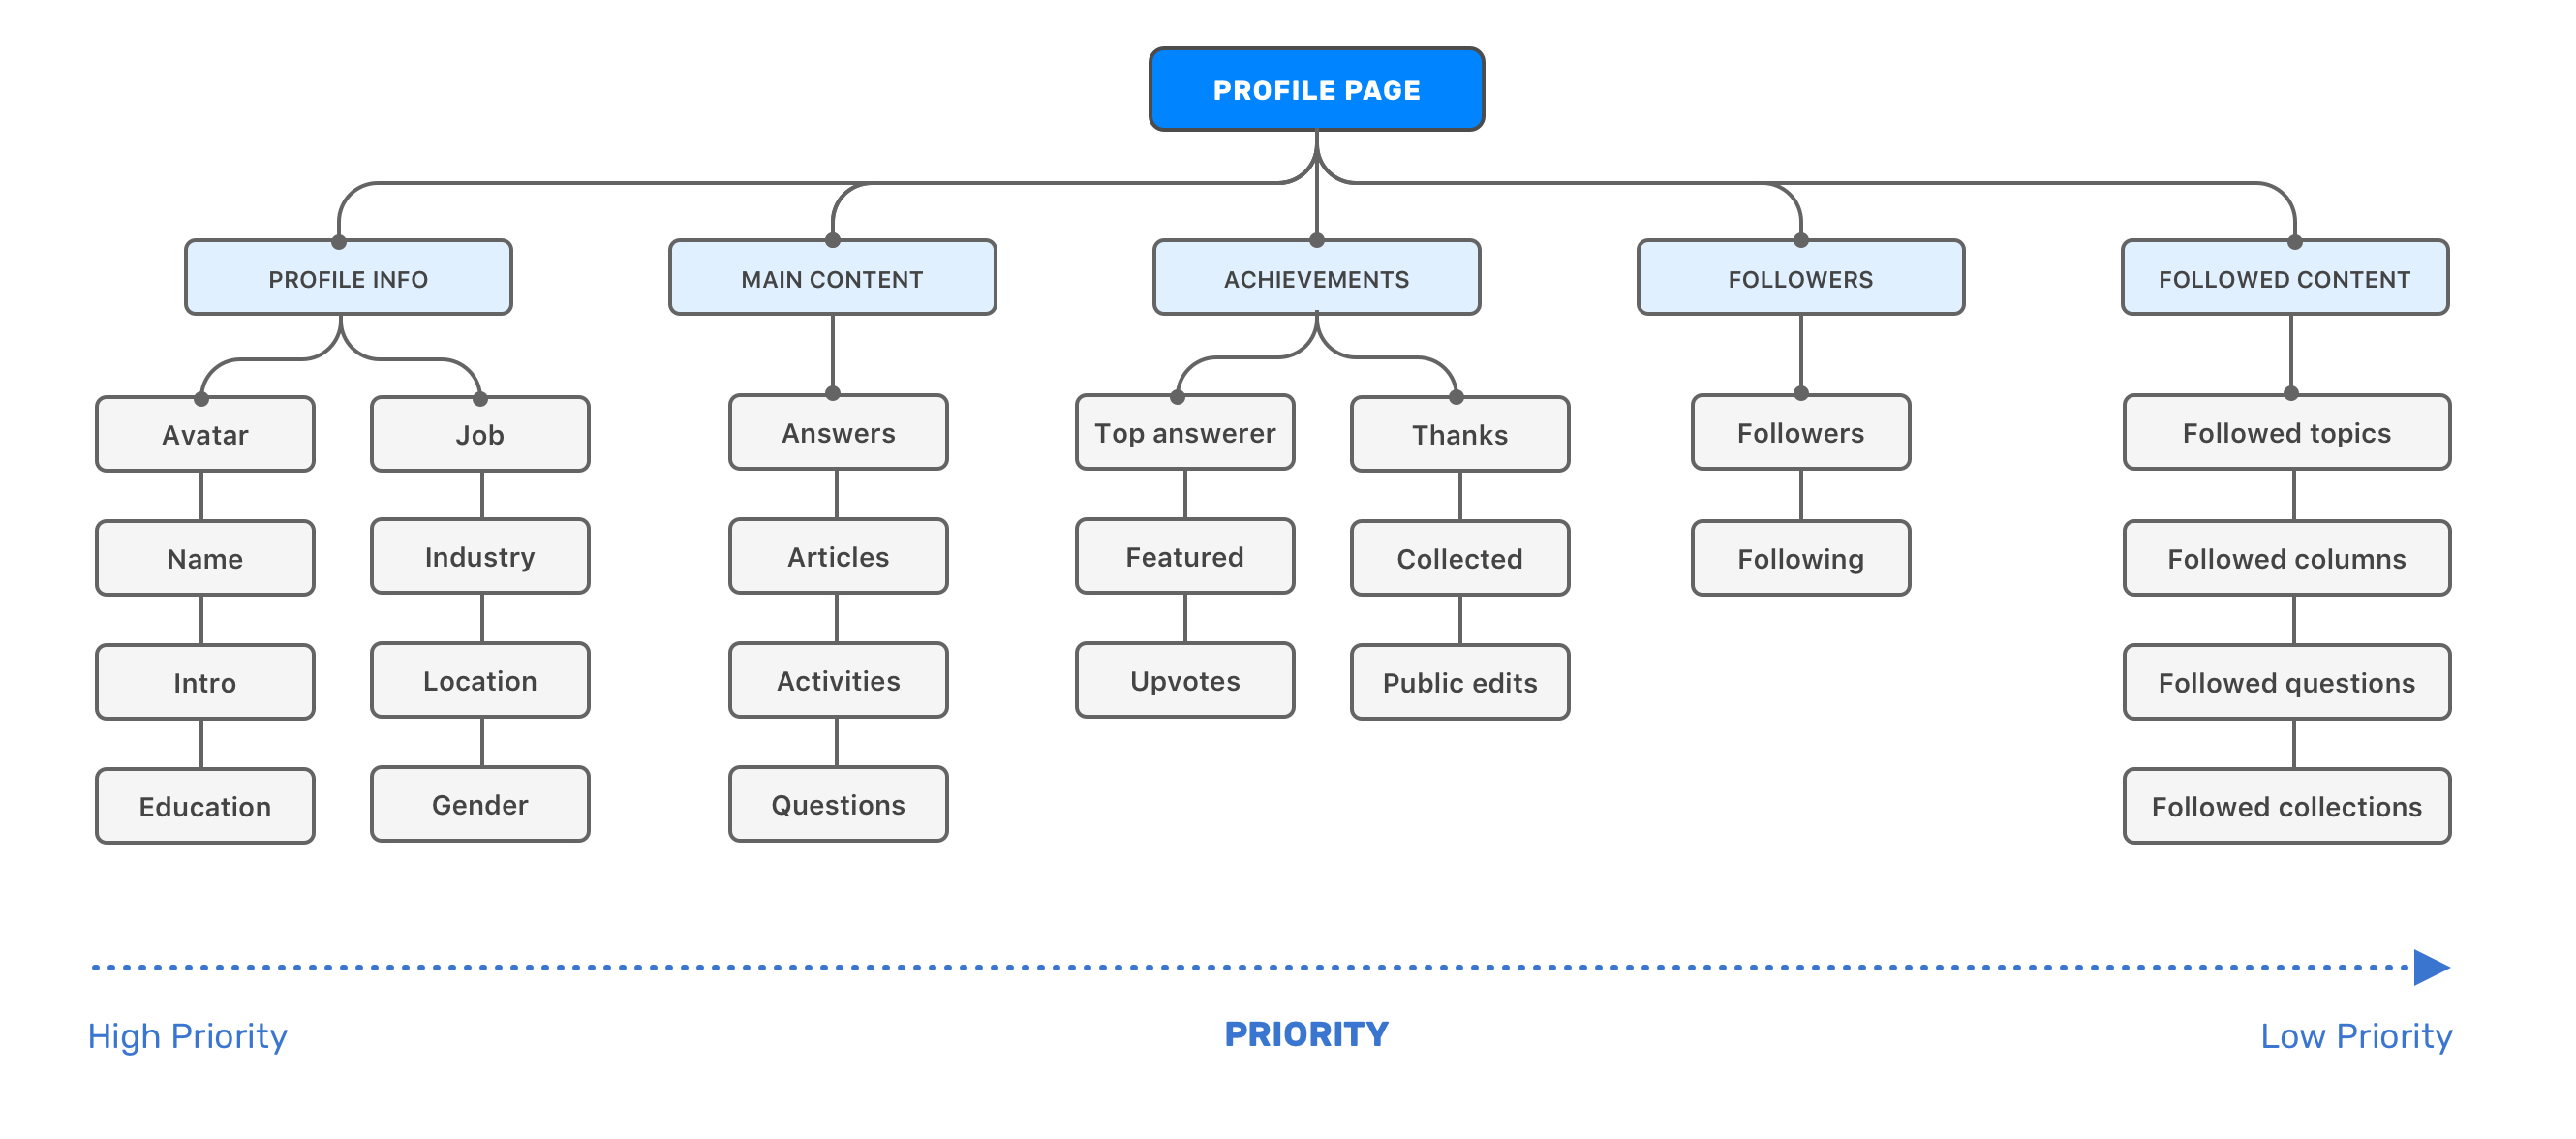 PROFILE PAGE
PROFILE INFO
MAIN CONTENT
ACHIEVEMENTS
FOLLOWERS
FOLLOWED CONTENT
Avatar
Name
Intro
Education
Job
Industry
Location
Gender
Answers
Articles
Activities
Questions
Top answerer
Featured
Upvotes
Thanks
Collected
Public edits
Followers
Following
Followed topics
Followed columns
Followed questions
Followed collections
High Priority
PRIORITY
Low Priority